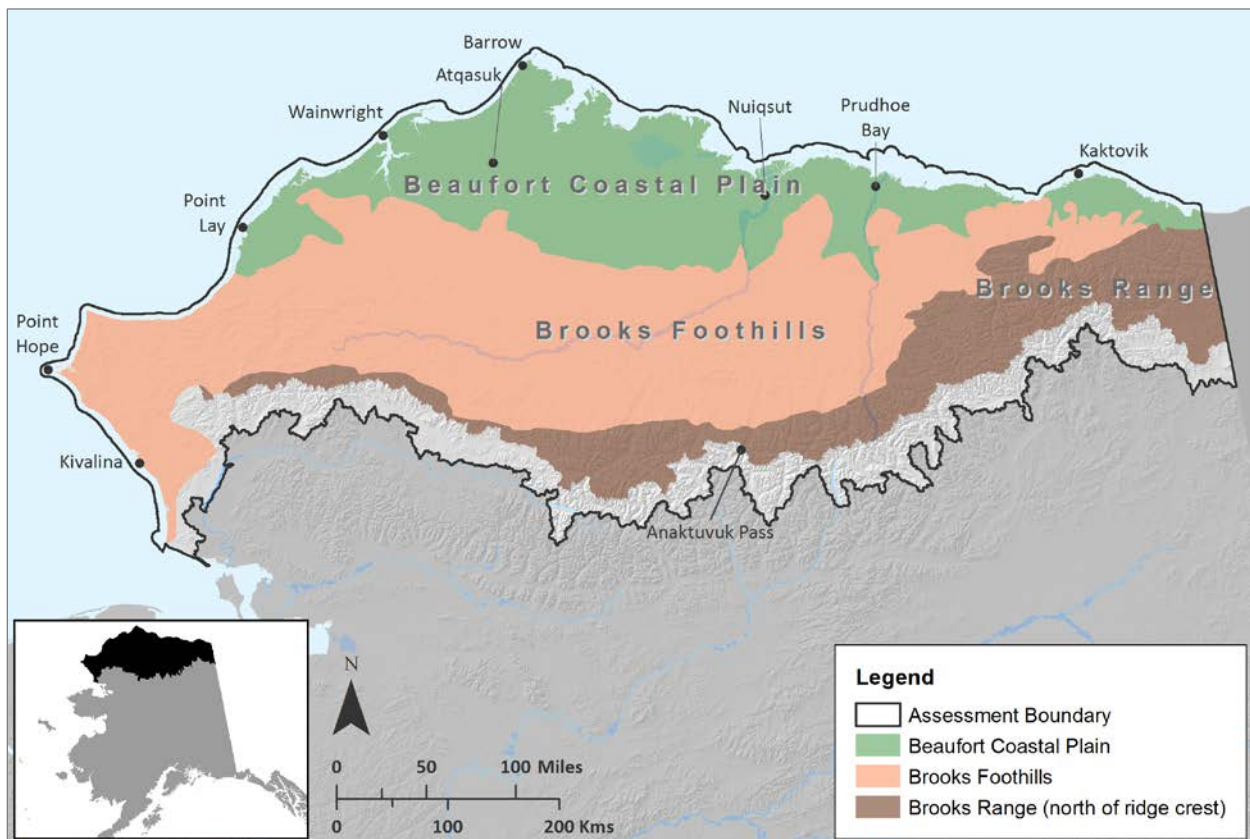 Barrow
Atqasuk
Wainwright
Nuiqsut
Prudhoe
Bay
Kaktovik
Beaufort Coastal Plain
Point
Lay
Brooks Range
Brooks Foothills
Point
Hope
Kivalina
Anaktuvuk Pass
N
0 50 100 Miles
0 100 200 Kms
Legend
Assessment Boundary
Beaufort Coastal Plain
Brooks Foothills
Brooks Range (north of ridge crest)